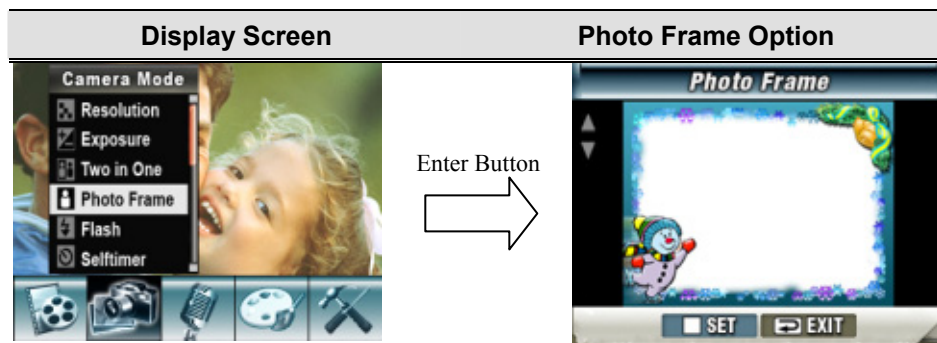 Display Screen
Photo Frame Option
Camera Mode
Resolution
Exposure
Two in One
Photo Frame
Flash
Selftimer
Enter Button
Photo Frame
SET
EXIT